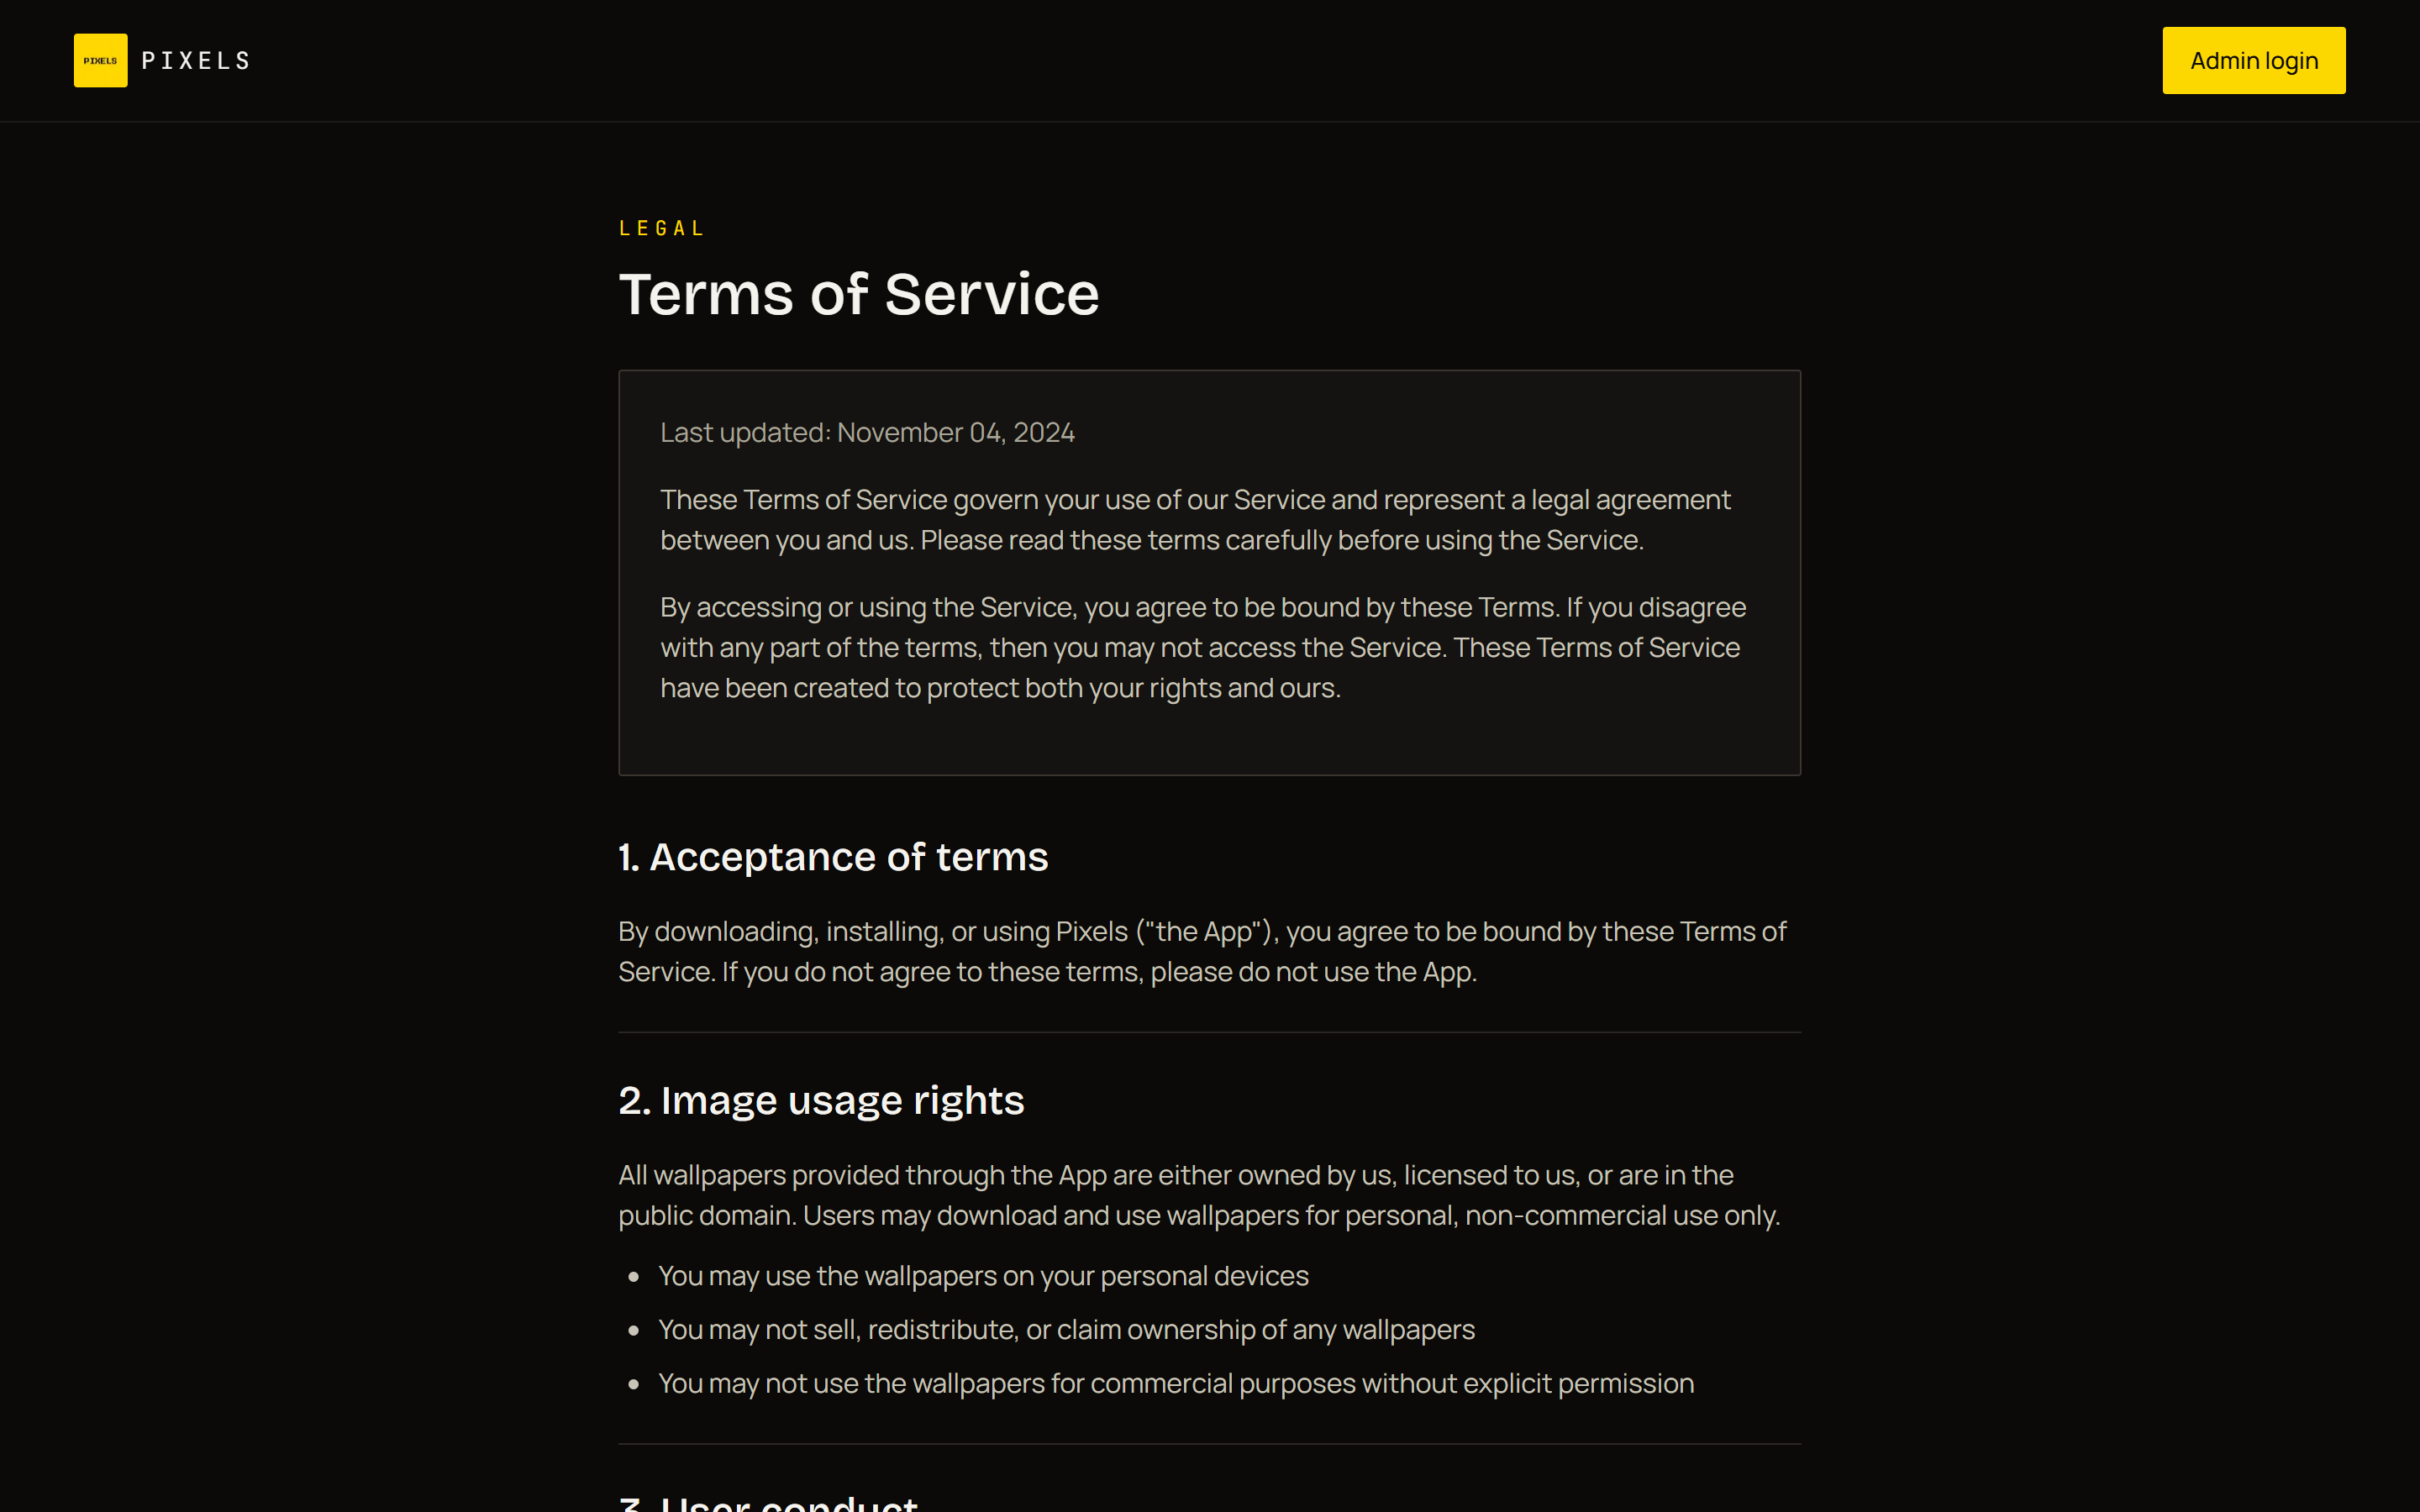 PIXELS
PIXELS
Admin login
LEGAL
Terms of Service
Last updated: November 04, 2024
These Terms of Service govern your use of our Service and represent a legal agreement
between you and us. Please read these terms carefully before using the Service.
By accessing or using the Service, you agree to be bound by these Terms. If you disagree
with any part of the terms, then you may not access the Service. These Terms of Service
have been created to protect both your rights and ours.
1. Acceptance of terms
By downloading, installing, or using Pixels ("the App"), you agree to be bound by these Terms of
Service. If you do not agree to these terms, please do not use the App.
2. Image usage rights
All wallpapers provided through the App are either owned by us, licensed to us, or are in the
public domain. Users may download and use wallpapers for personal, non-commercial use only.
• You may use the wallpapers on your personal devices
• You may not sell, redistribute, or claim ownership of any wallpapers
• You may not use the wallpapers for commercial purposes without explicit permission
3. User conduct